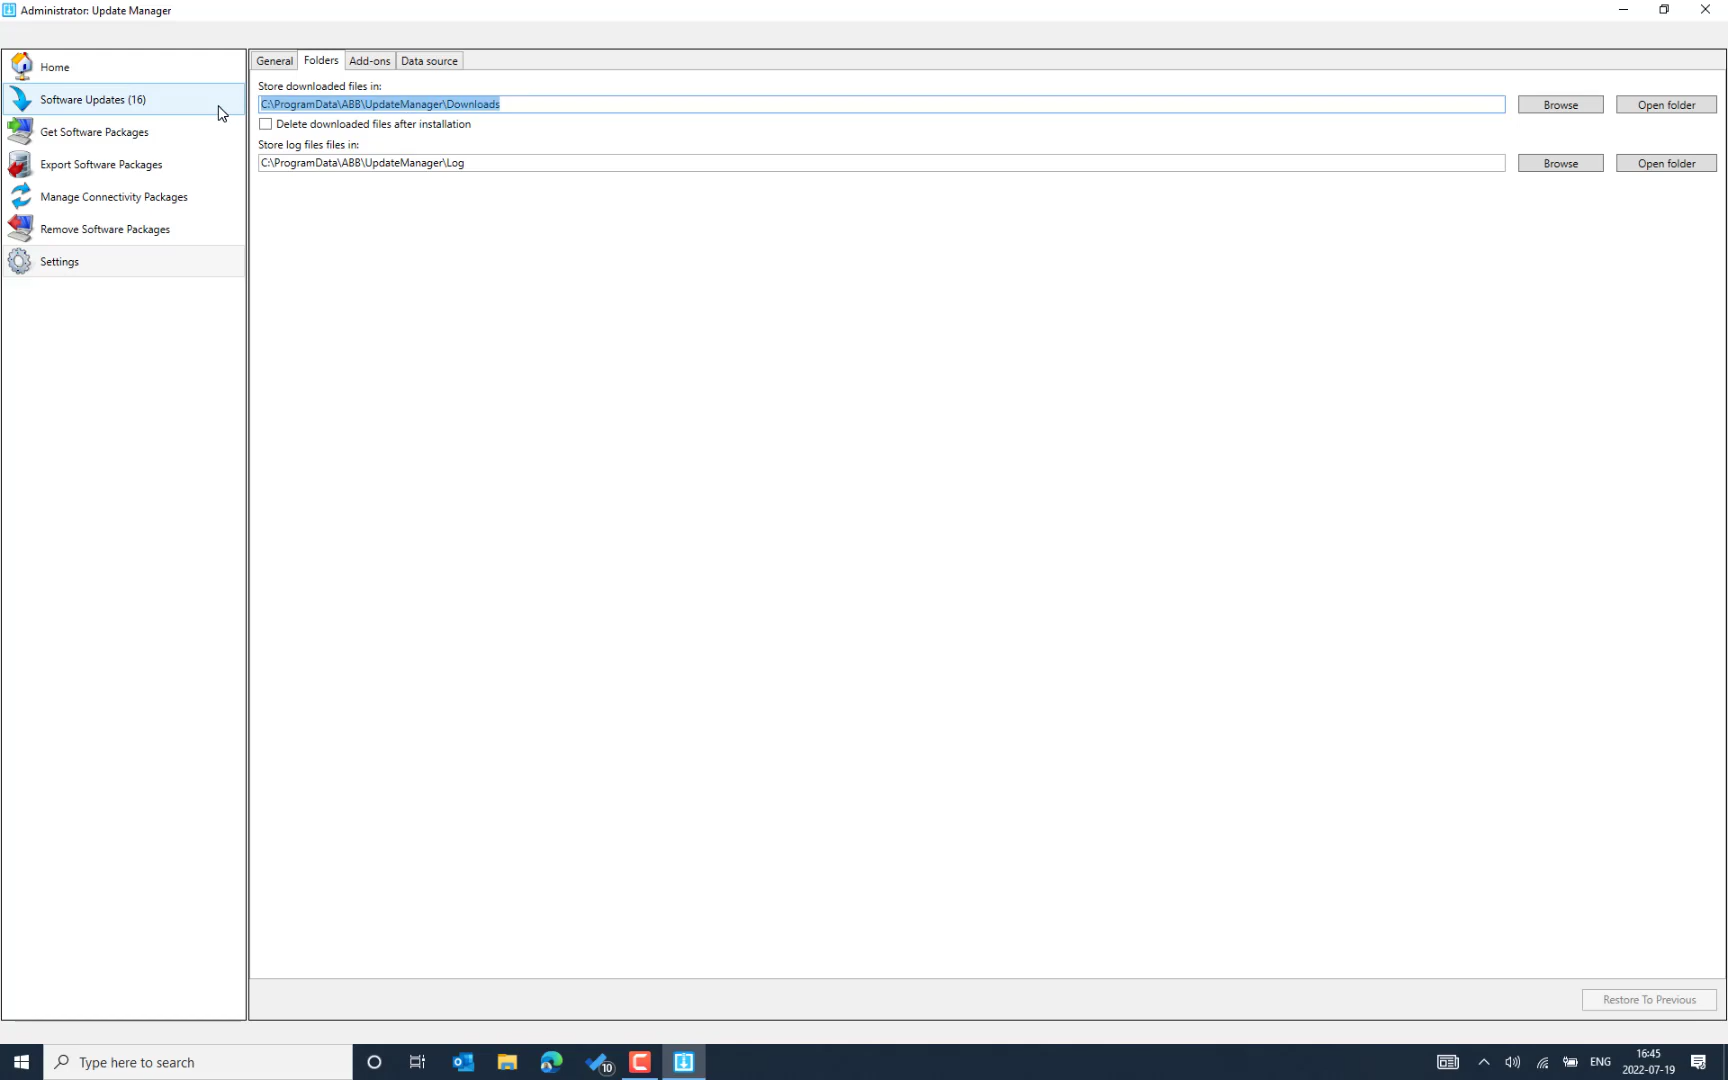 Administrator: Update Manager
Home
Software Updates (16)
Get Software Packages
Export Software Packages
Manage Connectivity Packages
Remove Software Packages
Settings
General Folders Add-ons Data source
Store downloaded files in:
C:\ProgramData\ABB\UpdateManager\Downloads Browse Open folder
Delete downloaded files after installation
Store log files files in:
C:\ProgramData\ABB\UpdateManager\Log Browse Open folder
Restore To Previous
Type here to search
10
ENG
16:45
2022-07-19